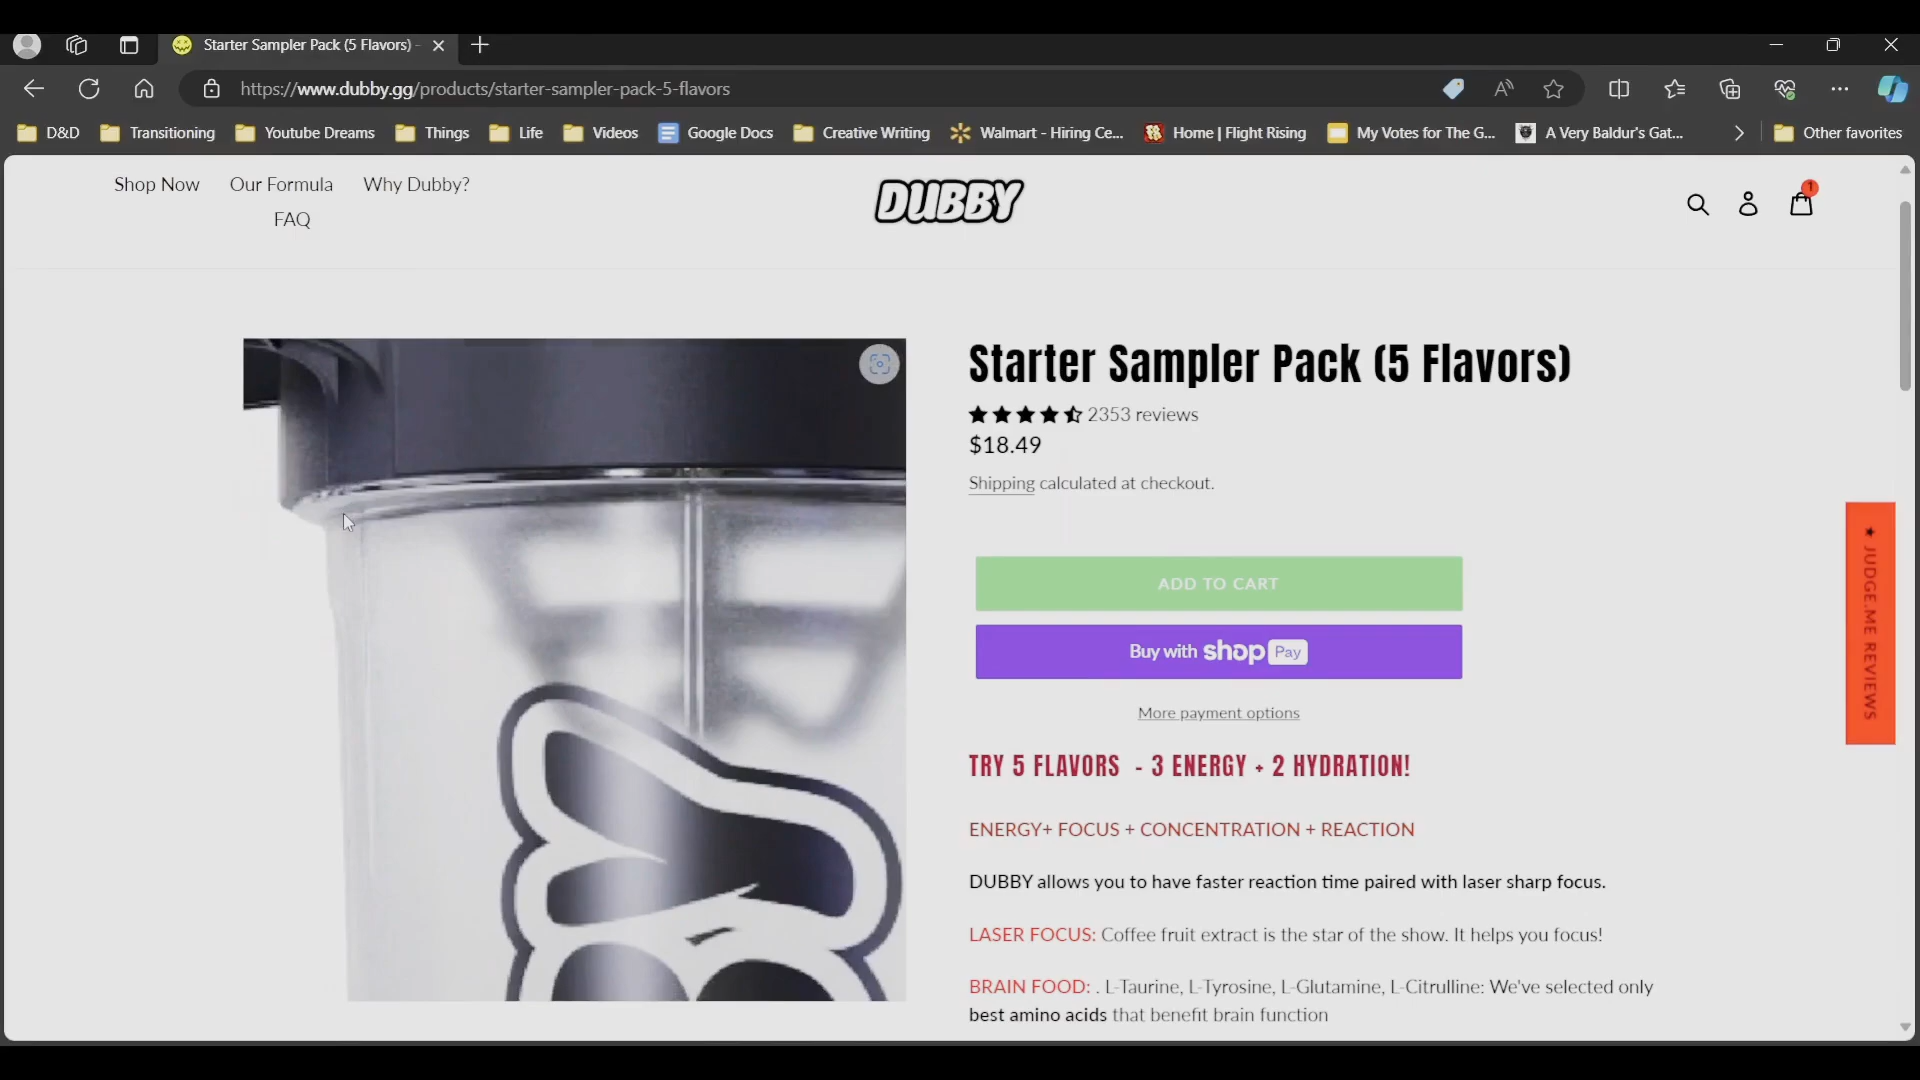 Starter Sampler Pack (5 Flavors) -
https://www.dubby.gg/products/starter-sampler-pack-5-flavors
D&D Transitioning Youtube Dreams Things Life Videos Google Docs Creative Writing Walmart - Hiring Ce... Home | Flight Rising My Votes for The G... A Very Baldur's Gat... Other favorites
Shop Now Our Formula Why Dubby?
FAQ
DUBBY
1
Starter Sampler Pack (5 Flavors)
2353 reviews
$18.49
Shipping calculated at checkout.
ADD TO CART
Buy with shop Pay
More payment options
★ JUDGE.ME REVIEWS
TRY 5 FLAVORS - 3 ENERGY + 2 HYDRATION!
ENERGY+ FOCUS + CONCENTRATION + REACTION
DUBBY allows you to have faster reaction time paired with laser sharp focus.
LASER FOCUS: Coffee fruit extract is the star of the show. It helps you focus!
BRAIN FOOD: . L-Taurine, L-Tyrosine, L-Glutamine, L-Citrulline: We've selected only
best amino acids that benefit brain function